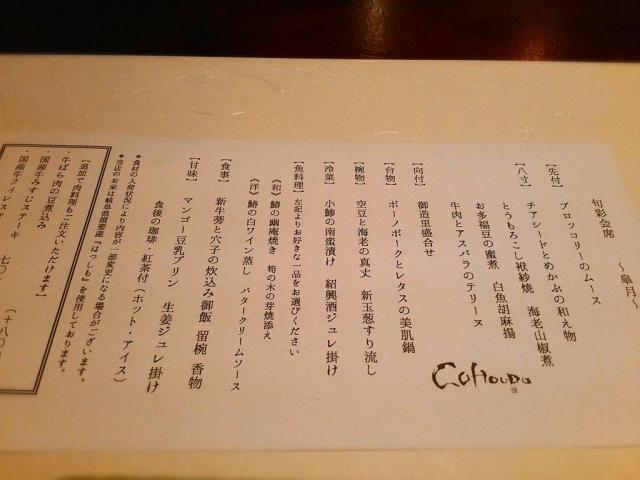 旬彩会席 ～皐月～
【先付】 ブロッコリーのムース
チアシードとめかぶの和え物
【八寸】 とうもろこし袱紗焼 海老山椒煮
お多福豆の蜜煮 白魚胡麻揚
牛肉とアスパラのテリーヌ
【向付】 御造里盛合せ
【台物】 ボーノポークとレタスの美肌鍋
【椀物】 空豆と海老の真丈 新玉葱すり流し
【冷菜】 小鯵の南蛮漬け 紹興酒ジュレ掛け
【魚料理】 左記よりお好きな一品をお選びください
《和》 鰆の幽庵焼き 筍の木の芽焼添え
《洋》 鰆の白ワイン蒸し バタークリームソース
【食事】 新牛蒡と穴子の炊込み御飯 留椀 香物
【甘味】 マンゴー豆乳プリン 生姜ジュレ掛け
食後の珈琲・紅茶付（ホット・アイス）
＊食材の入荷状況により内容が一部変更になる場合がございます。
＊当店のお米は岐阜県揖斐産『はつしも』を使用しております。
【追加で肉料理もご注文いただけます】
・牛ばら肉の豆煮込み
・国産牛みすじステーキ
・国産牛フィレステ
COHOUDU